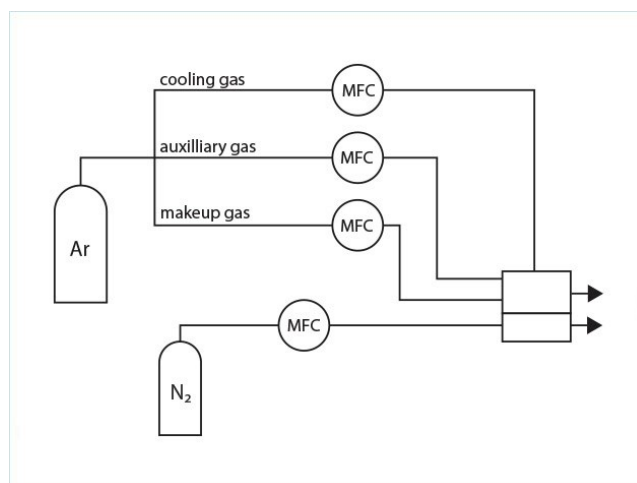 cooling gas
MFC
auxilliary gas
MFC
makeup gas
MFC
Ar
MFC
N₂